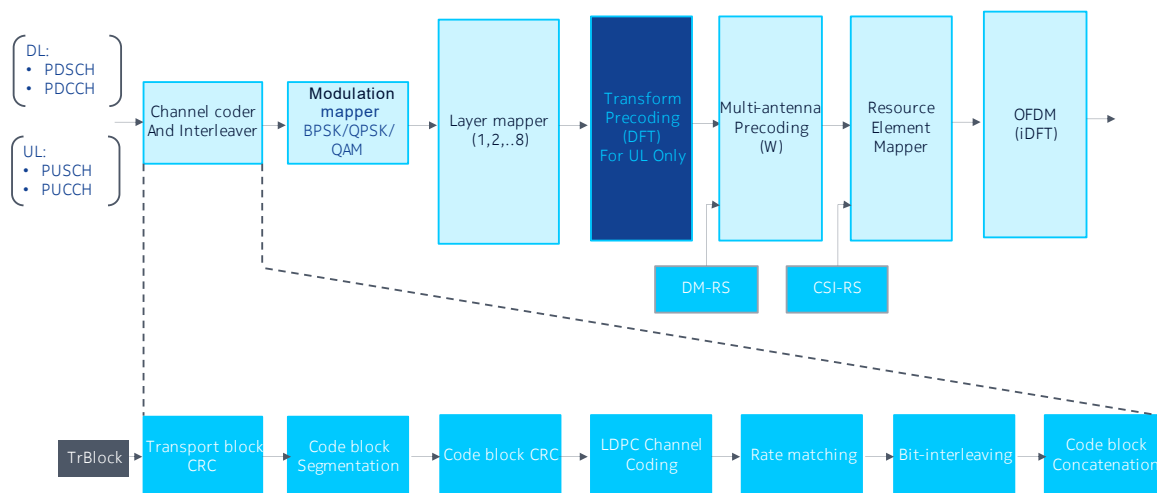 DL:
• PDSCH
• PDCCH
UL:
• PUSCH
• PUCCH
Channel coder
And Interleaver
Modulation
mapper
BPSK/QPSK/
QAM
Layer mapper
(1,2,..8)
Transform
Precoding
(DFT)
For UL Only
Multi-antenna
Precoding
(W)
Resource
Element
Mapper
OFDM
(iDFT)
DM-RS
CSI-RS
TrBlock
Transport block
CRC
Code block
Segmentation
Code block CRC
LDPC Channel
Coding
Rate matching
Bit-interleaving
Code block
Concatenation